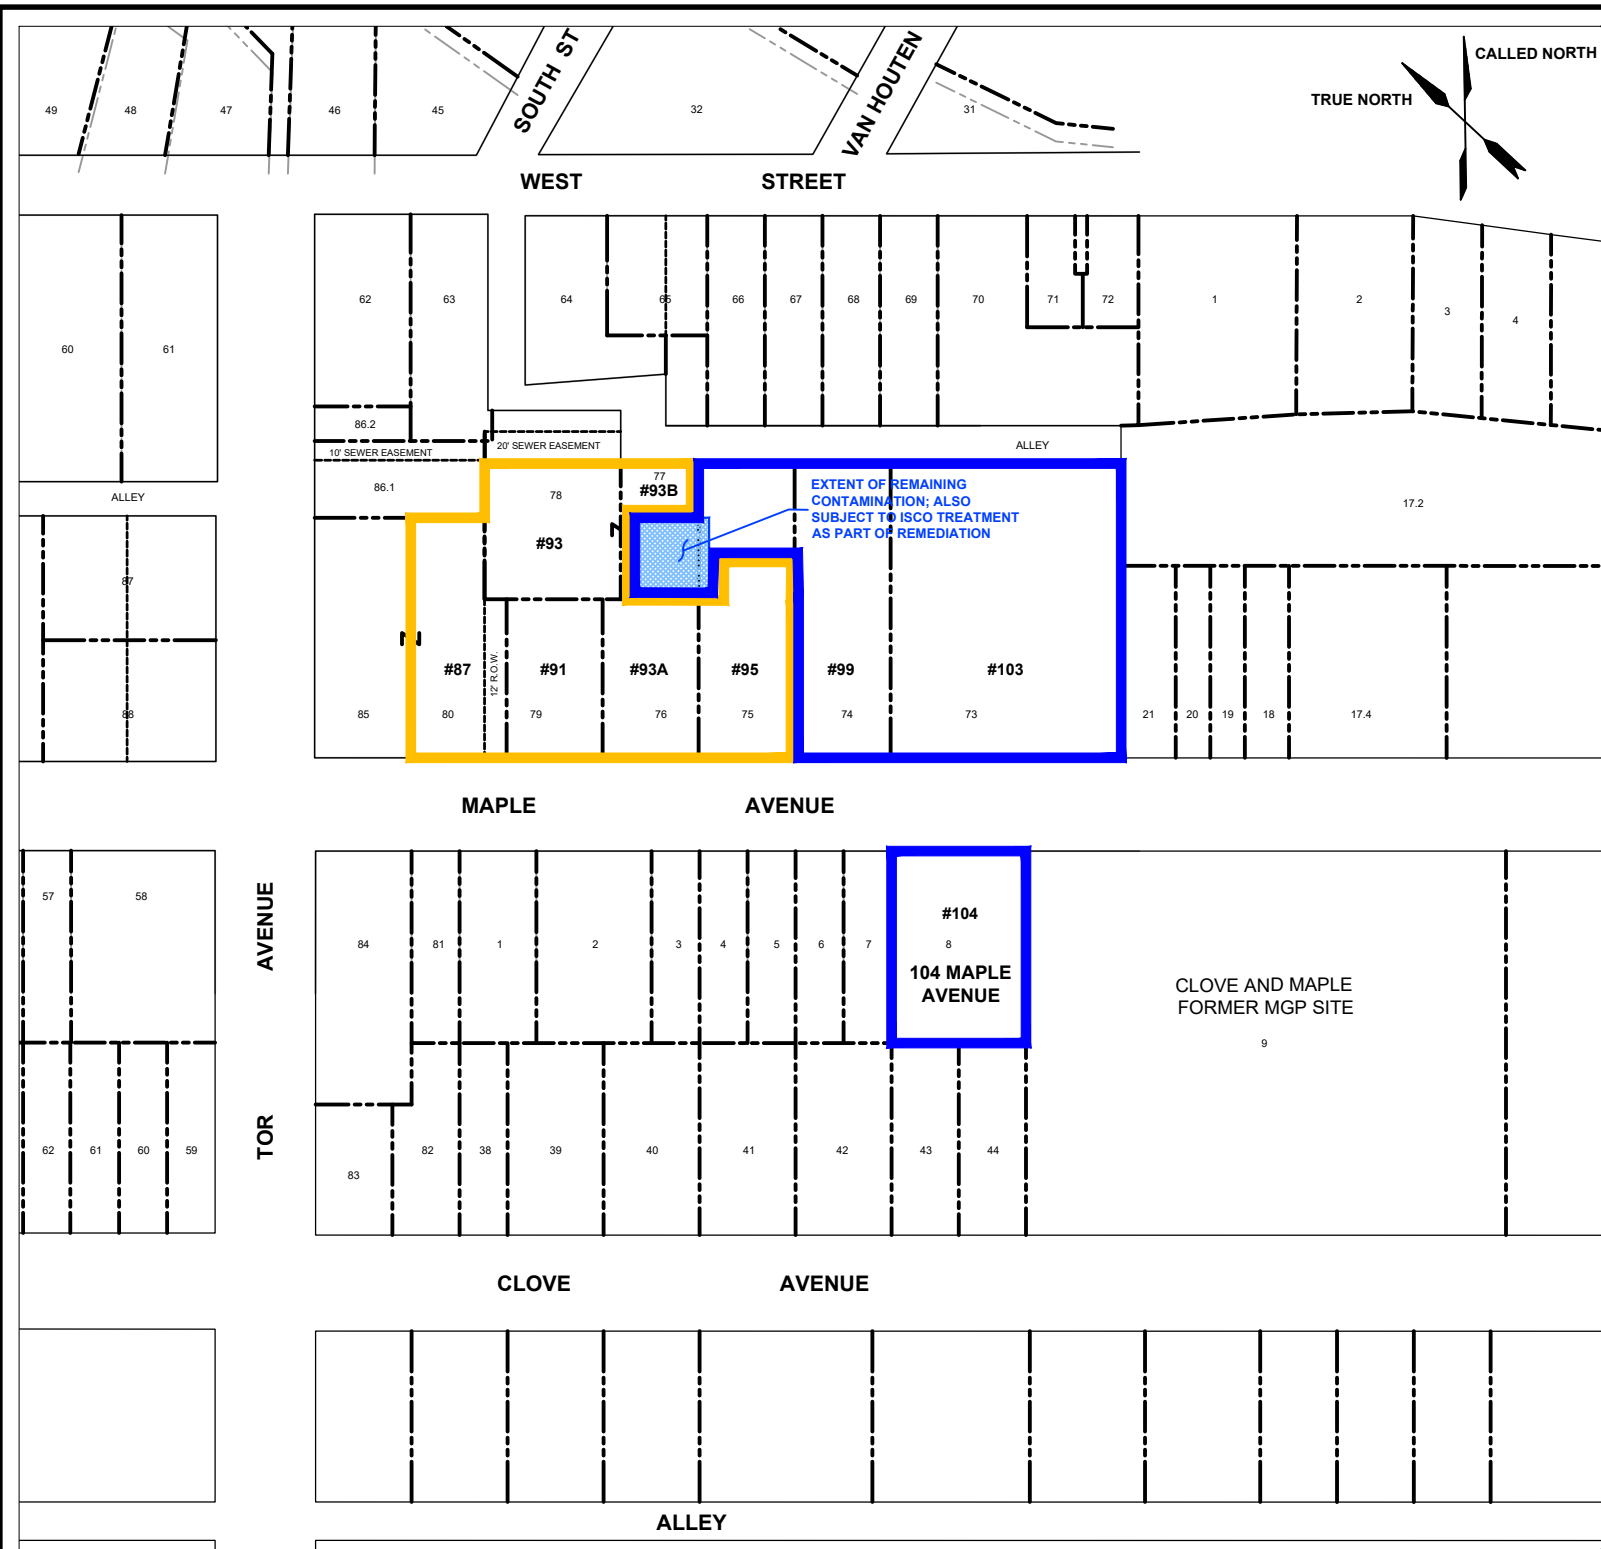 CALLED NORTH
TRUE NORTH
SOUTH ST
VAN HOUTEN
49
48
47
46
45
32
31
WEST STREET
60
61
62
63
64
65
66
67
68
69
70
71
72
1
2
3
4
86.2
10' SEWER EASEMENT
20' SEWER EASEMENT
ALLEY
ALLEY
86.1
78
77
#93B
#93
EXTENT OF REMAINING
CONTAMINATION; ALSO
SUBJECT TO ISCO TREATMENT
AS PART OF REMEDIATION
17.2
87
88
Z
Z
#87
12' R.O.W.
#91
#93A
#95
#99
#103
85
80
79
76
75
74
73
21
20
19
18
17.4
MAPLE AVENUE
57
58
AVENUE
84
81
1
2
3
4
5
6
7
#104
8
104 MAPLE
AVENUE
CLOVE AND MAPLE
FORMER MGP SITE
9
62
61
60
59
TOR
83
82
38
39
40
41
42
43
44
CLOVE AVENUE
ALLEY